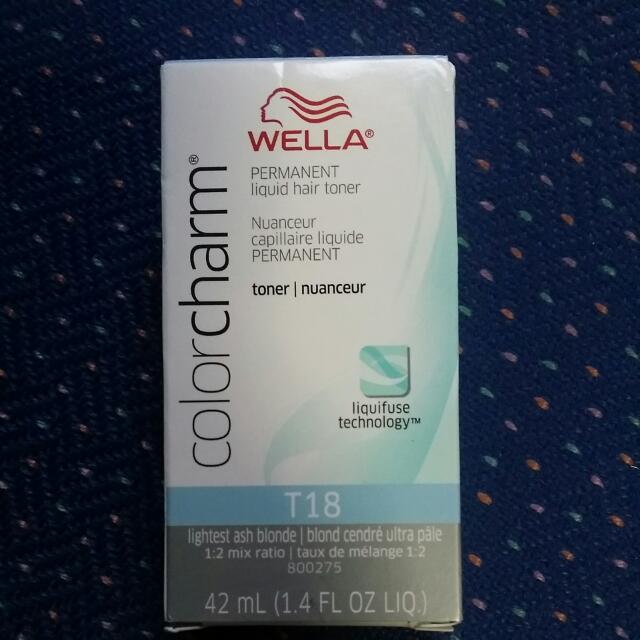 WELLA®
PERMANENT
liquid hair toner
Nuanceur
capillaire liquide
PERMANENT
toner | nuanceur
colorcharm®
liquifuse
technology™
T18
lightest ash blonde | blond cendré ultra pâle
1:2 mix ratio | taux de mélange 1:2
800275
42 mL (1.4 FL OZ LIQ.)